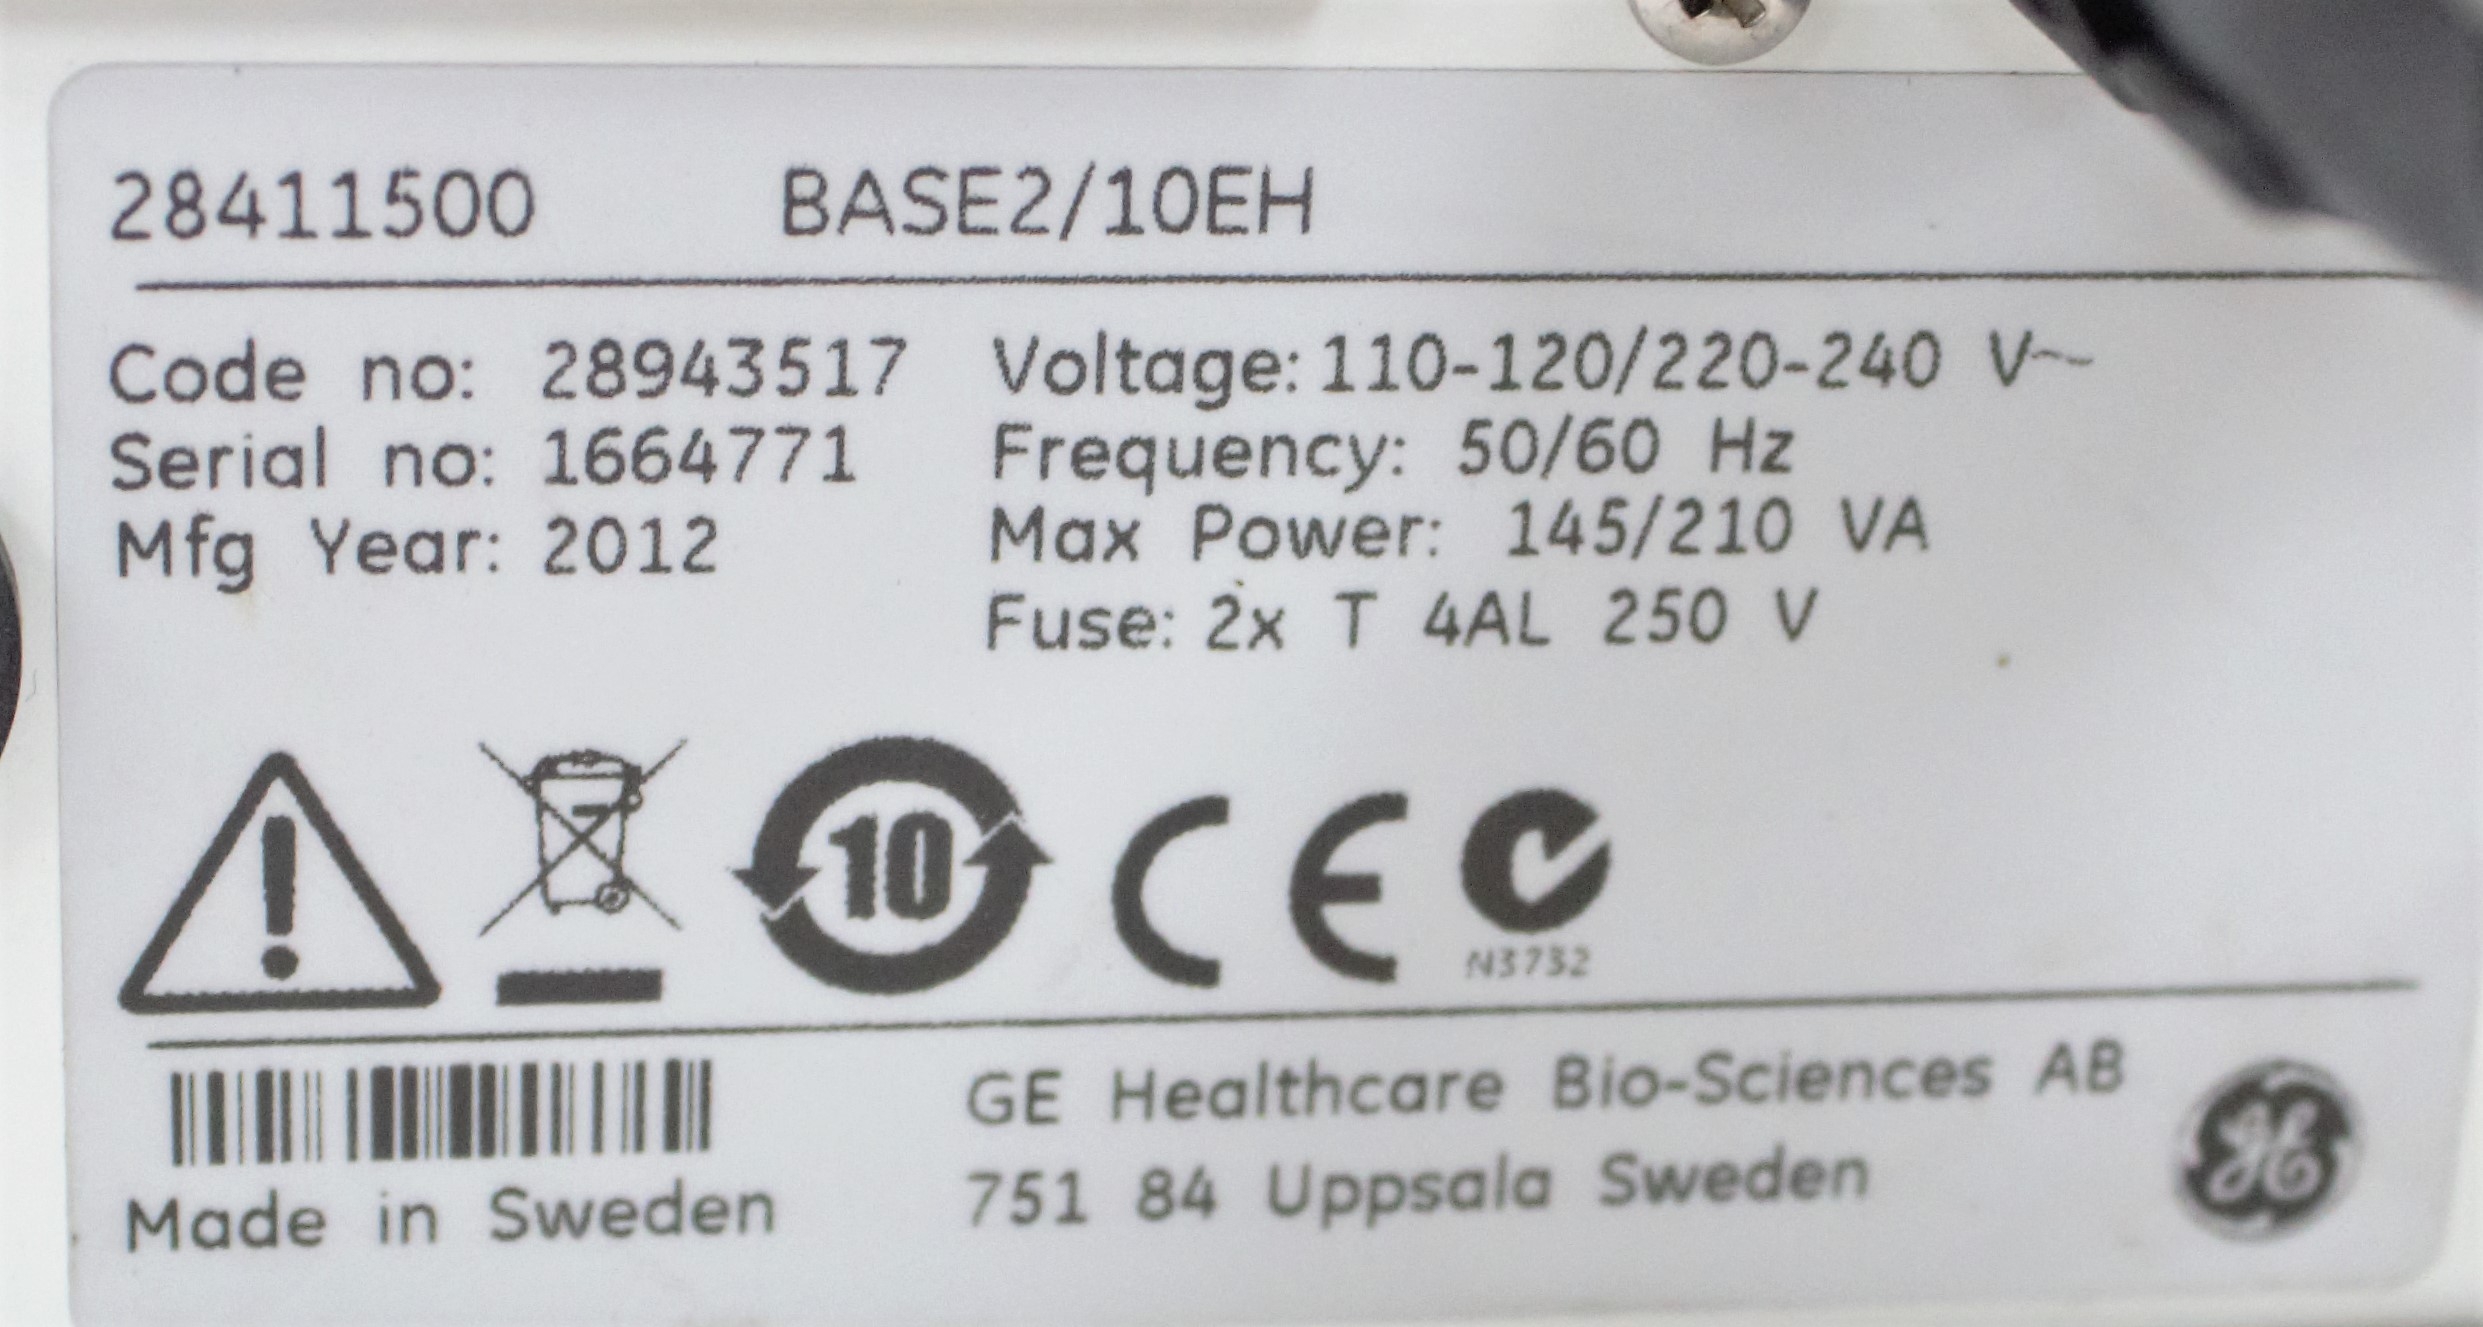 28411500 BASE2/10EH
Code no: 28943517
Serial no: 1664771
Mfg Year: 2012
Voltage: 110-120/220-240 V~
Frequency: 50/60 Hz
Max Power: 145/210 VA
Fuse: 2x T 4AL 250 V
10
CE
N3732
Made in Sweden
GE Healthcare Bio-Sciences AB
751 84 Uppsala Sweden
GE